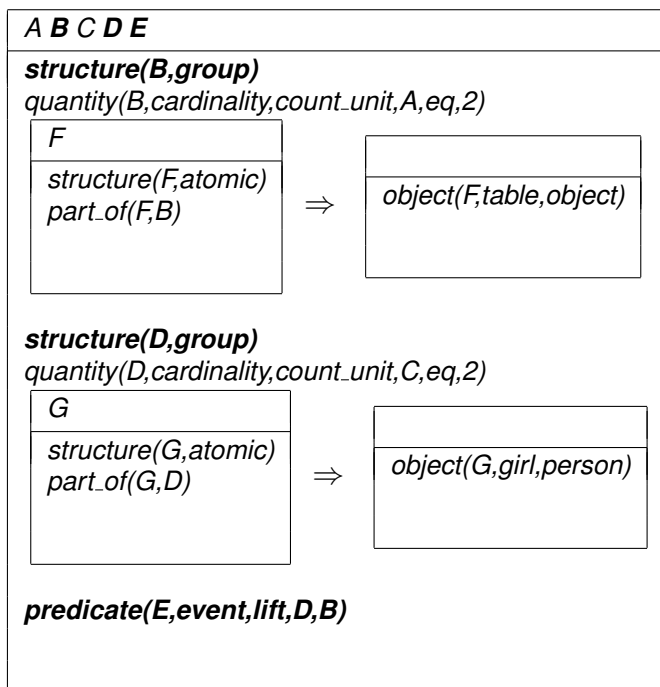 A B C D E
structure(B,group)
quantity(B,cardinality,count_unit,A,eq,2)
F
structure(F,atomic)
part_of(F,B)
⇒
object(F,table,object)
structure(D,group)
quantity(D,cardinality,count_unit,C,eq,2)
G
structure(G,atomic)
part_of(G,D)
⇒
object(G,girl,person)
predicate(E,event,lift,D,B)